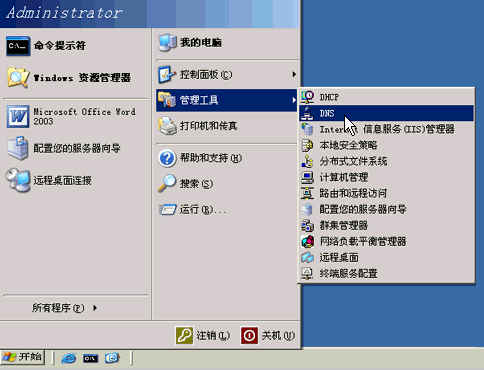 Administrator
命令提示符
Windows 资源管理器
Microsoft Office Word
2003
配置您的服务器向导
远程桌面连接
所有程序(P)
我的电脑
控制面板(C)
管理工具
打印机和传真
帮助和支持(H)
搜索(S)
运行(R)...
DHCP
DNS
Internet 信息服务(IIS)管理器
本地安全策略
分布式文件系统
计算机管理
路由和远程访问
配置您的服务器向导
群集管理器
网络负载平衡管理器
远程桌面
终端服务配置
注销(L)
关机(U)
开始